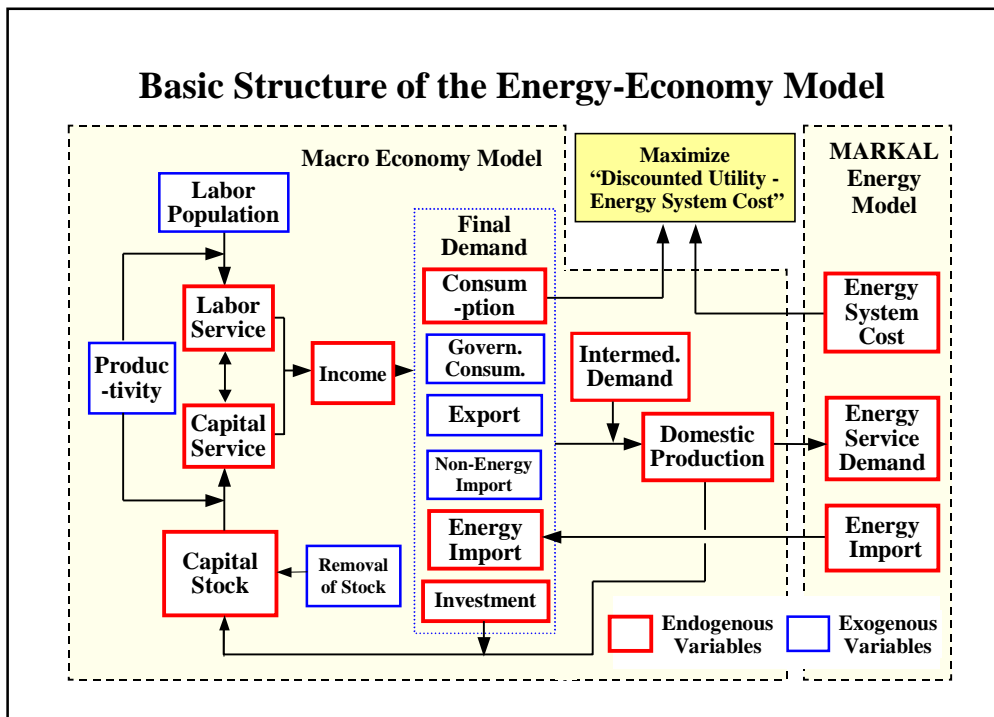 Basic Structure of the Energy-Economy Model
Macro Economy Model
Labor
Population
Labor
Service
Produc
-tivity
Capital
Service
Capital
Stock
Removal
of Stock
Income
Final
Demand
Consum
-ption
Govern.
Consum.
Export
Non-Energy
Import
Energy
Import
Investment
Maximize
“Discounted Utility -
Energy System Cost”
Intermed.
Demand
Domestic
Production
MARKAL
Energy
Model
Energy
System
Cost
Energy
Service
Demand
Energy
Import
Endogenous
Variables
Exogenous
Variables